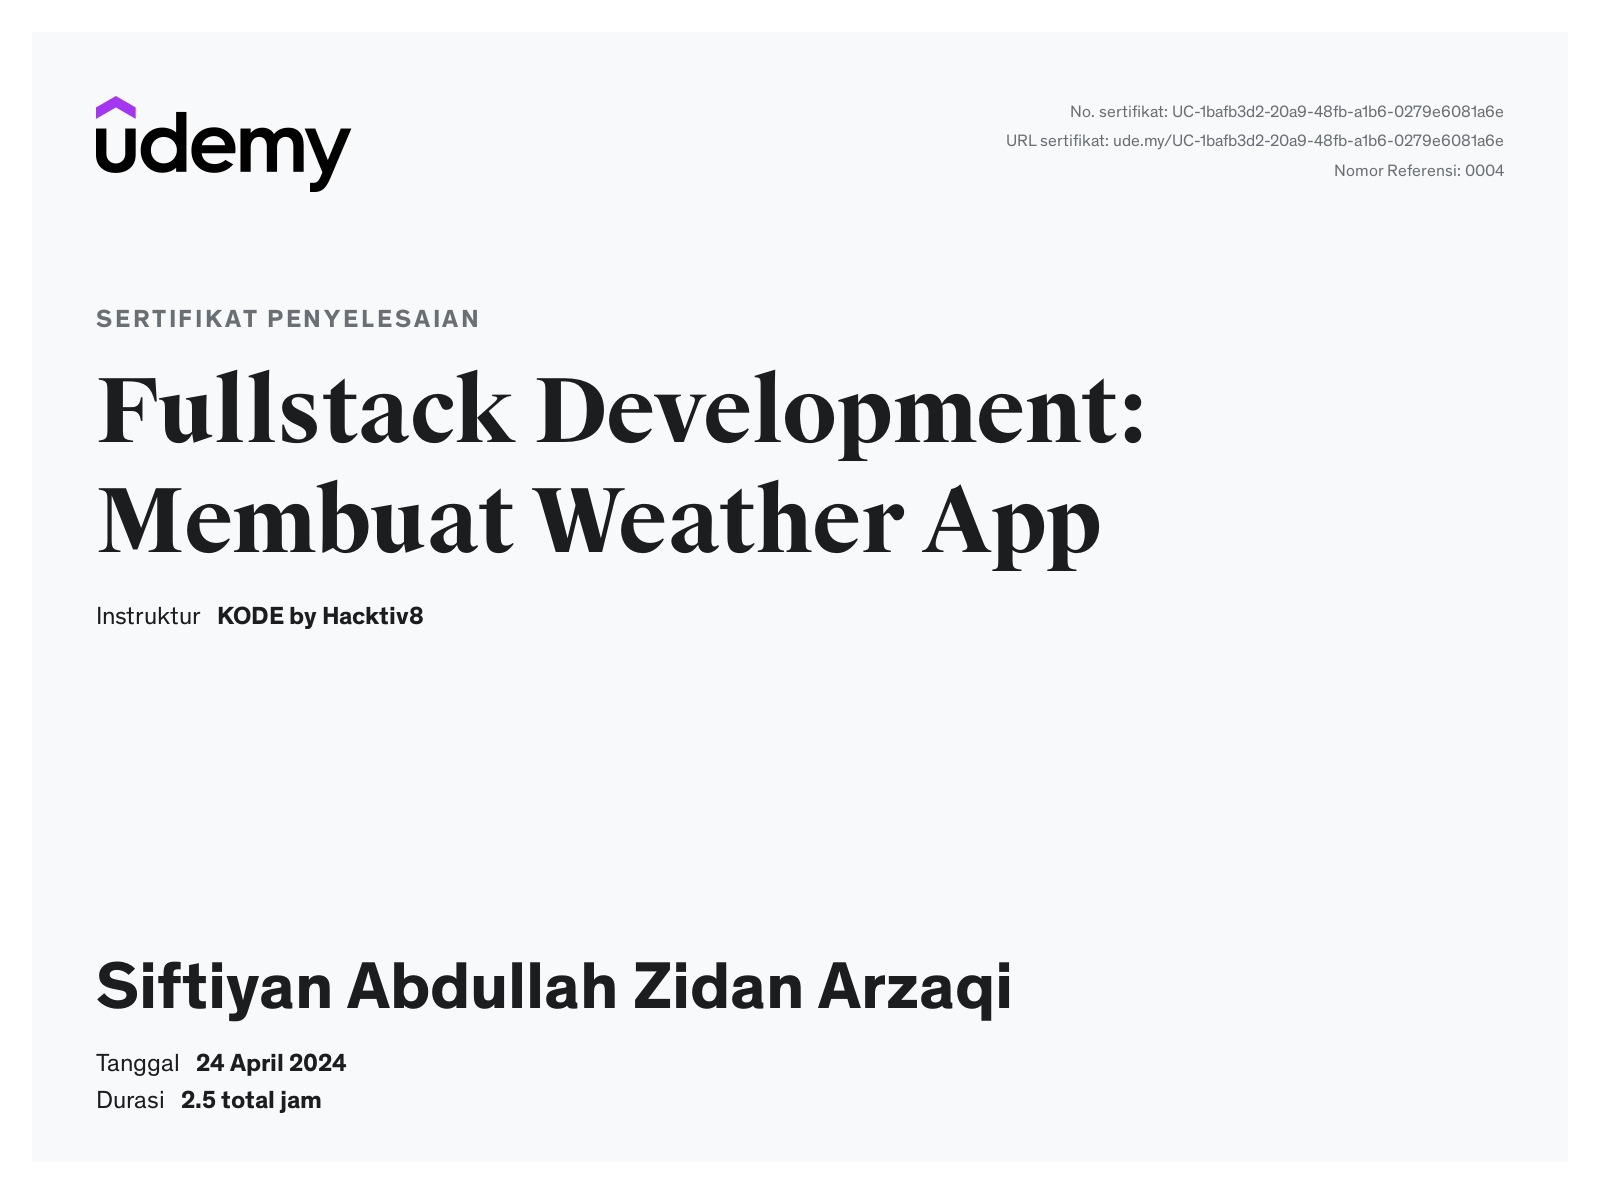 udemy
No. sertifikat: UC-1bafb3d2-20a9-48fb-a1b6-0279e6081a6e
URL sertifikat: ude.my/UC-1bafb3d2-20a9-48fb-a1b6-0279e6081a6e
Nomor Referensi: 0004
SERTIFIKAT PENYELESAIAN
Fullstack Development:
Membuat Weather App
Instruktur KODE by Hacktiv8
Siftiyan Abdullah Zidan Arzaqi
Tanggal 24 April 2024
Durasi 2.5 total jam